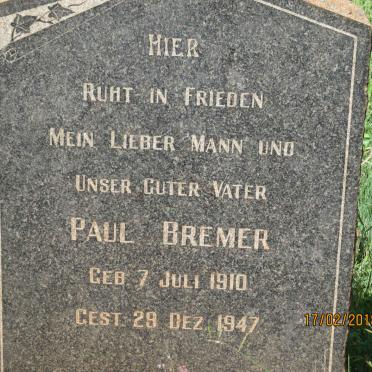 HIER
RUHT IN FRIEDEN
MEIN LIEBER MANN UND
UNSER GUTER VATER
PAUL BREMER
GEB. 7 JULI 1910
GEST. 29 DEZ. 1947
17/02/201